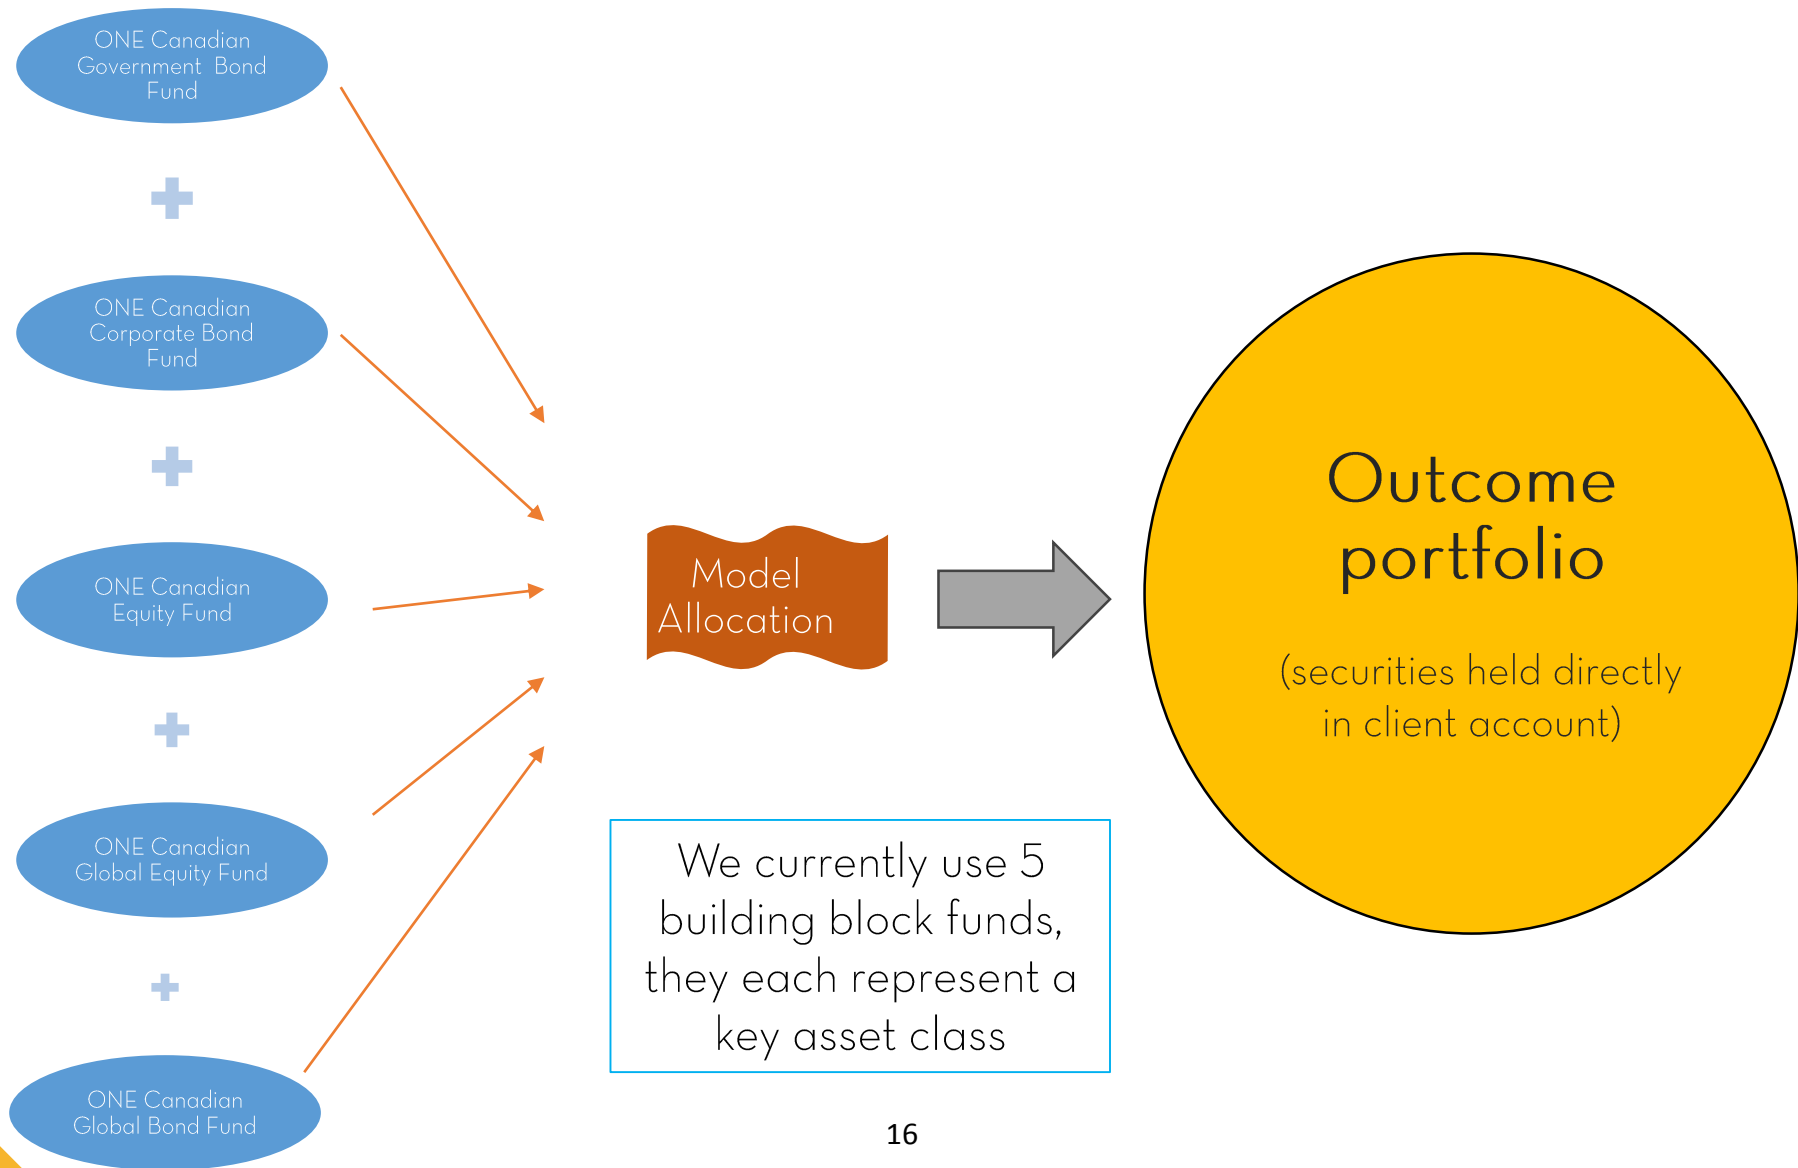 ONE Canadian
Government Bond
Fund
ONE Canadian
Corporate Bond
Fund
ONE Canadian
Equity Fund
ONE Canadian
Global Equity Fund
ONE Canadian
Global Bond Fund
Model
Allocation
We currently use 5
building block funds,
they each represent a
key asset class
Outcome
portfolio
(securities held directly
in client account)
16